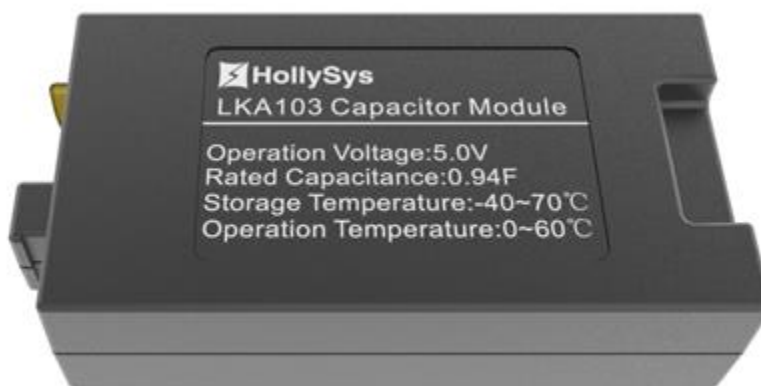 HollySys
LKA103 Capacitor Module
Operation Voltage:5.0V
Rated Capacitance:0.94F
Storage Temperature:-40~70℃
Operation Temperature:0~60℃